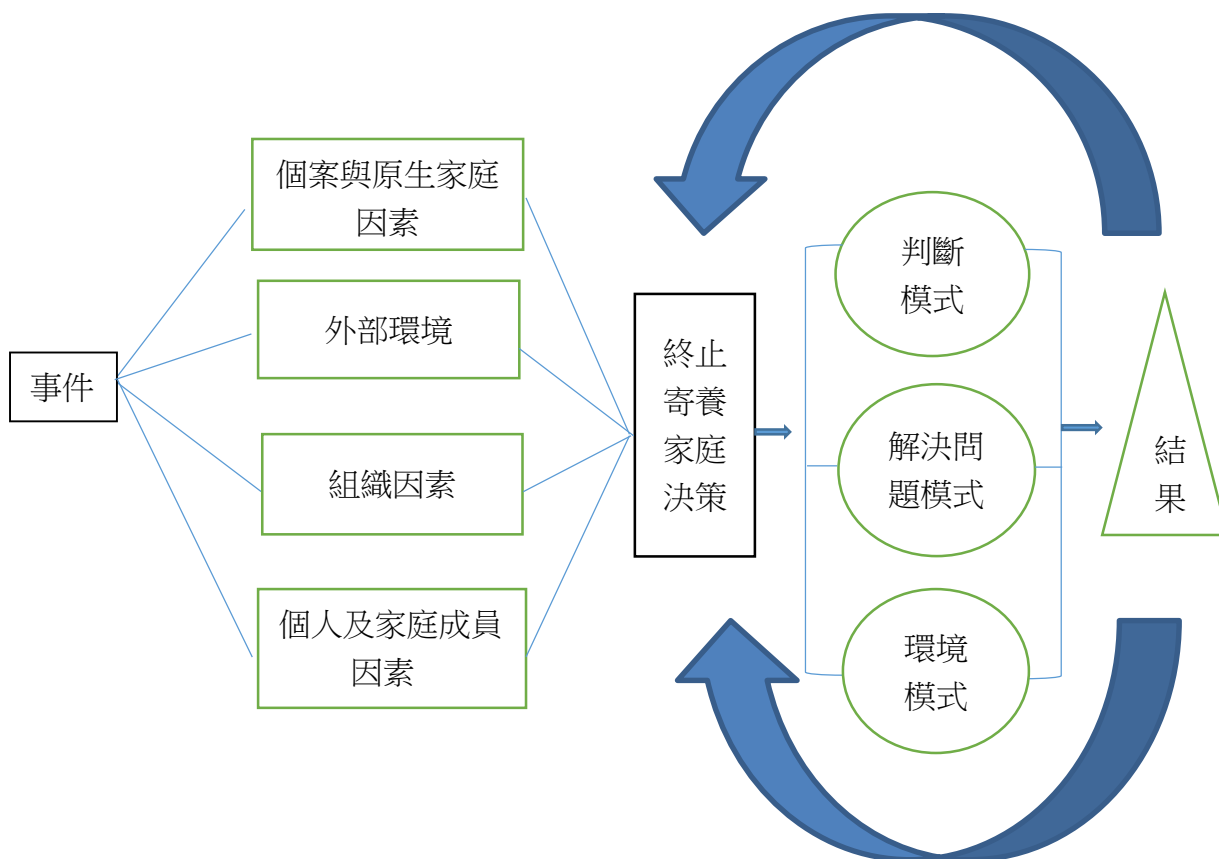 事件
個案與原生家庭
因素
外部環境
組織因素
個人及家庭成員
因素
終止
寄養
家庭
決策
判斷
模式
解決問
題模式
環境
模式
結
果